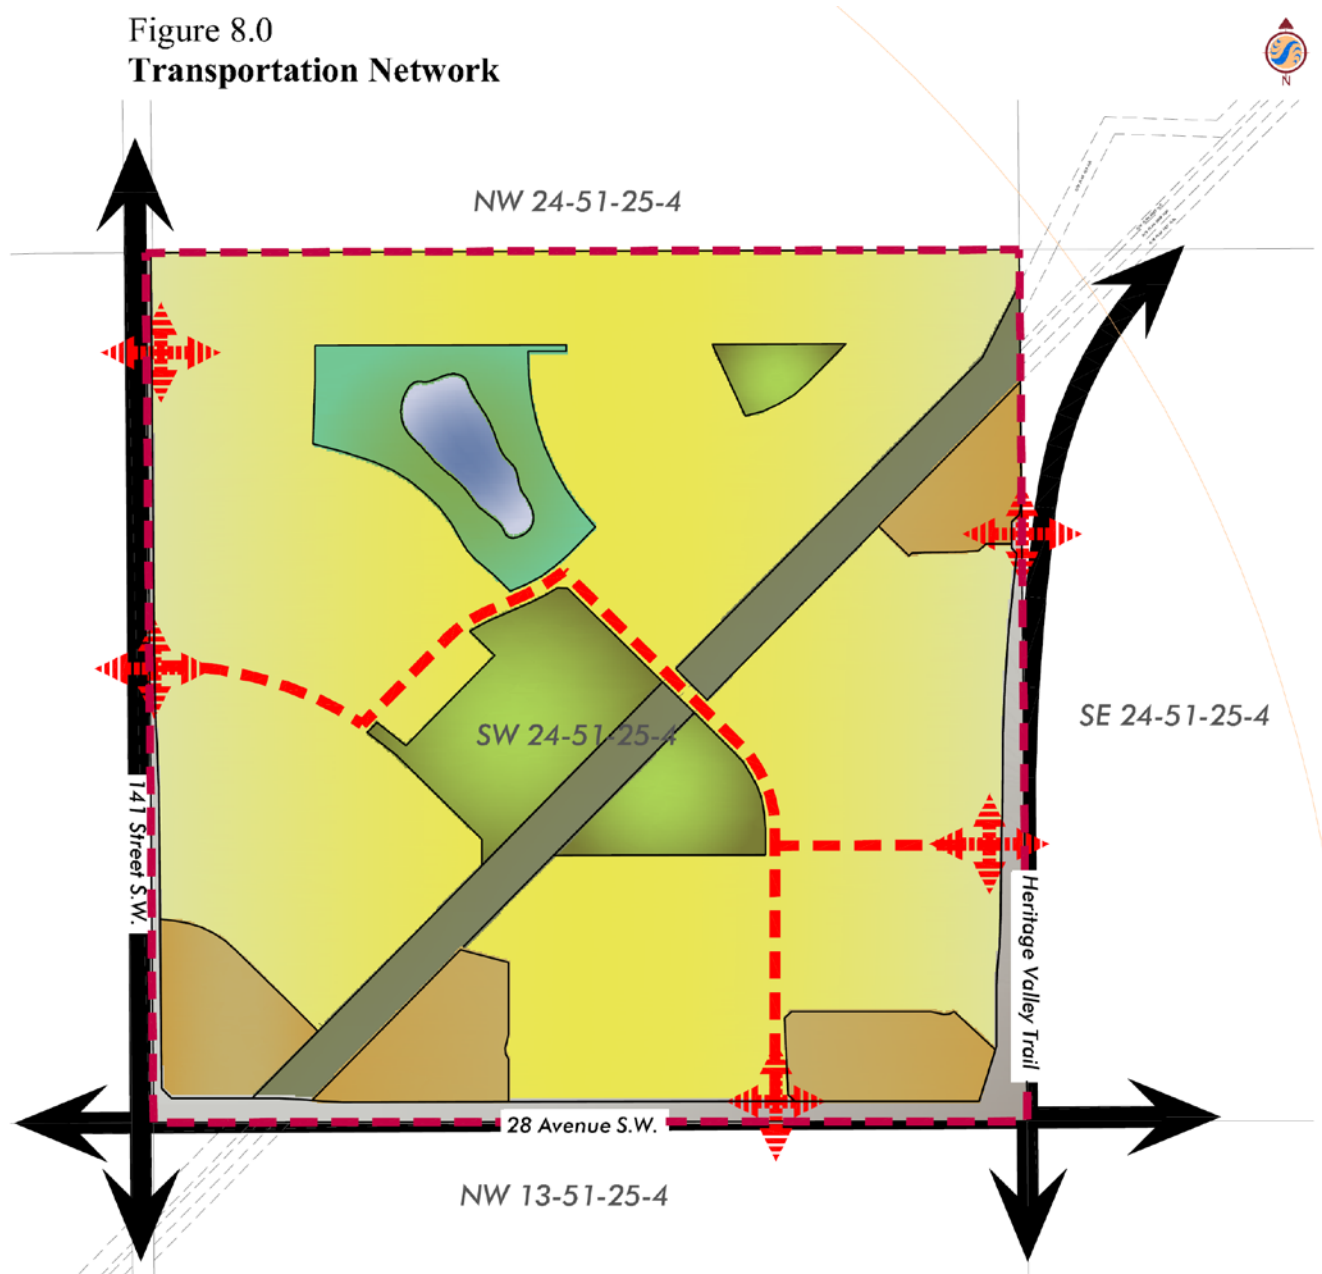 Figure 8.0
Transportation Network
N
NW 24-51-25-4
SW 24-51-25-4
SE 24-51-25-4
141 Street S.W.
Heritage Valley Trail
28 Avenue S.W.
NW 13-51-25-4